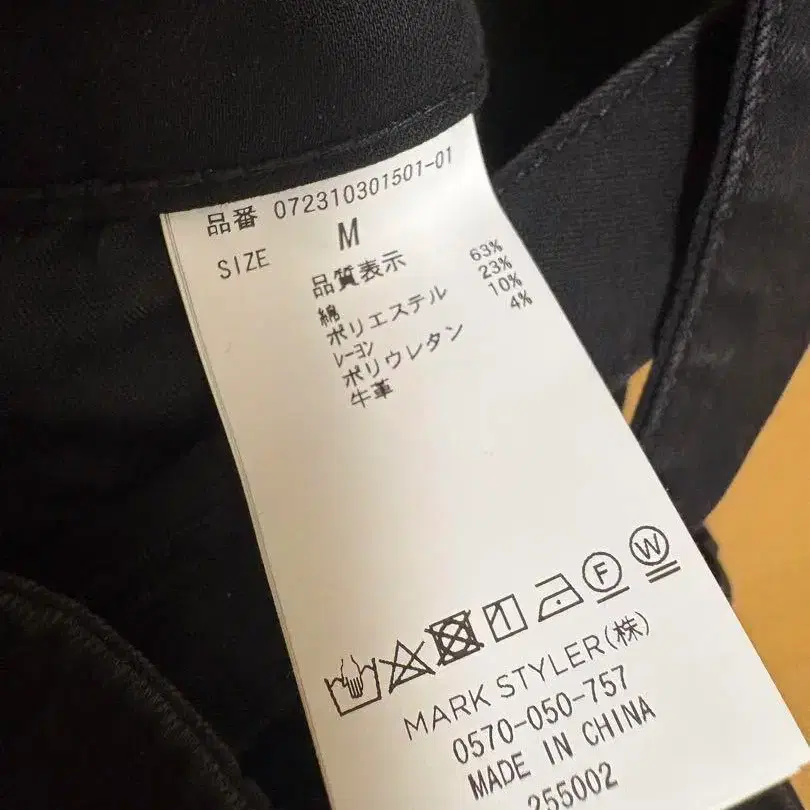 品番 072310301501-01
SIZE M
品質表示
綿 63%
ポリエステル 23%
レーヨン 10%
ポリウレタン 4%
牛革
F
W
MARK STYLER(株)
0570-050-757
MADE IN CHINA
255002